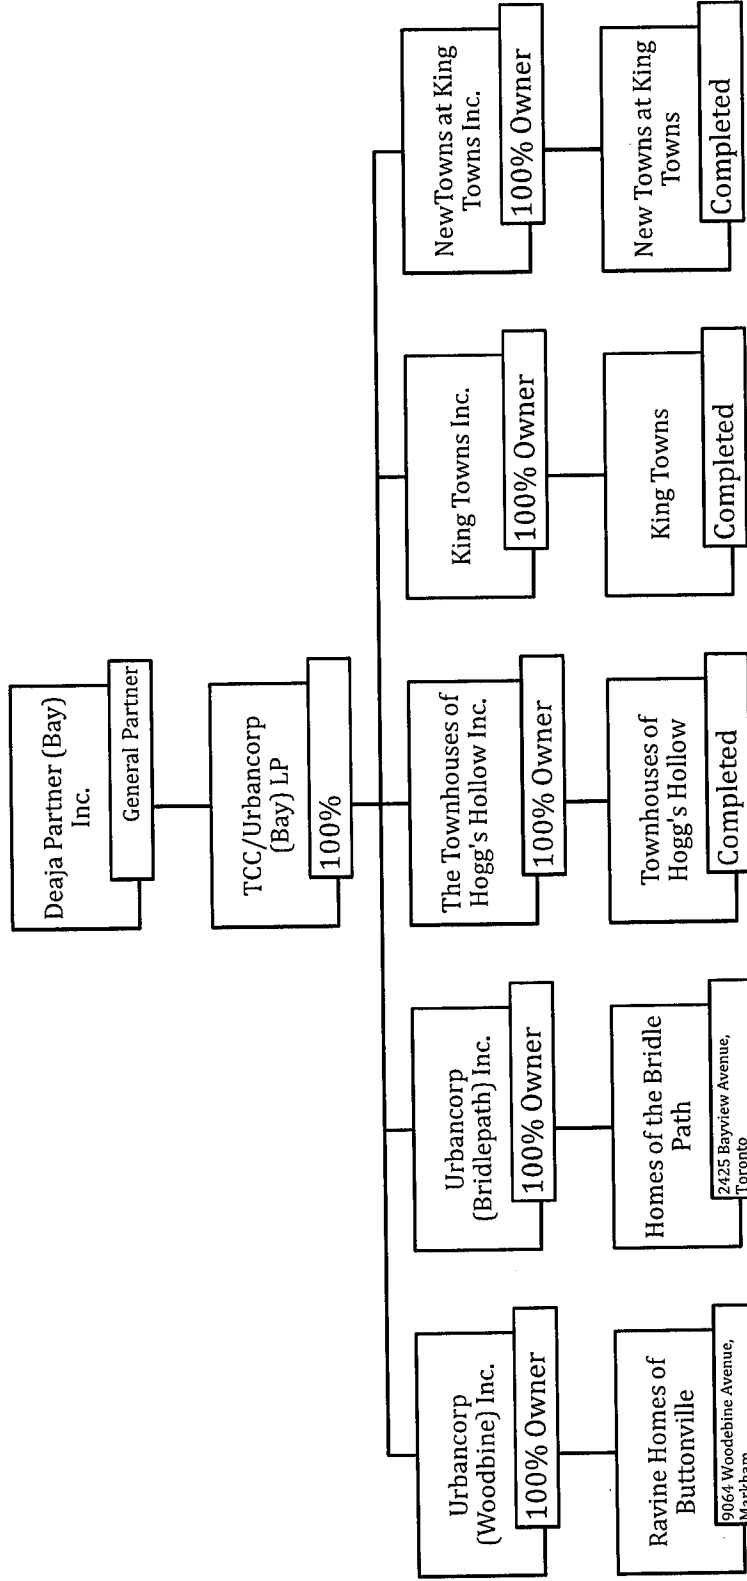 Deaja Partner (Bay)
Inc.
General Partner
TCC/Urbancorp
(Bay) LP
100%
Urbancorp
(Woodbine) Inc.
100% Owner
Urbancorp
(Bridlepath) Inc.
100% Owner
The Townhouses of
Hogg's Hollow Inc.
100% Owner
King Towns Inc.
100% Owner
NewTowns at King
Towns Inc.
100% Owner
Ravine Homes of
Buttonville
9064 Woodebine Avenue,
Markham
Homes of the Bridle
Path
2425 Bayview Avenue,
Toronto
Townhouses of
Hogg's Hollow
Completed
King Towns
Completed
New Towns at King
Towns
Completed